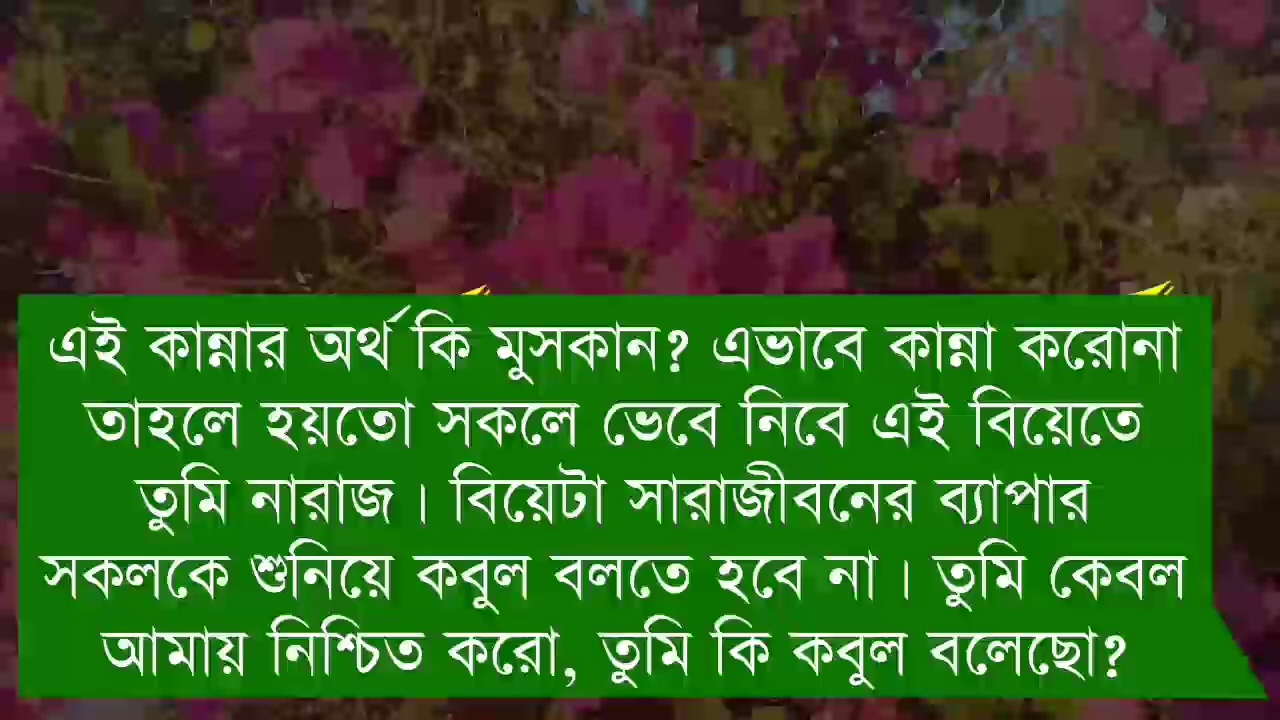 এই কান্নার অর্থ কি মুসকান? এভাবে কান্না করোনা
তাহলে হয়তো সকলে ভেবে নিবে এই বিয়েতে
তুমি নারাজ। বিয়েটা সারাজীবনের ব্যাপার
সকলকে শুনিয়ে কবুল বলতে হবে না। তুমি কেবল
আমায় নিশ্চিত করো, তুমি কি কবুল বলেছো?